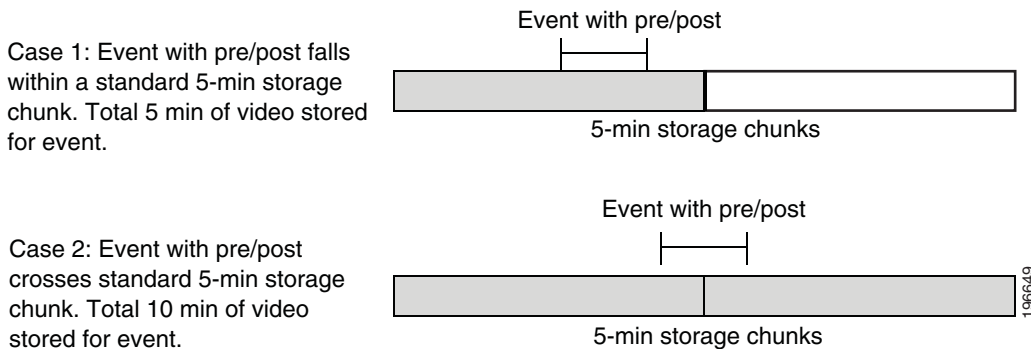 Event with pre/post
Case 1: Event with pre/post falls
within a standard 5-min storage
chunk. Total 5 min of video stored
for event.
5-min storage chunks
Event with pre/post
Case 2: Event with pre/post
crosses standard 5-min storage
chunk. Total 10 min of video
stored for event.
5-min storage chunks
196649